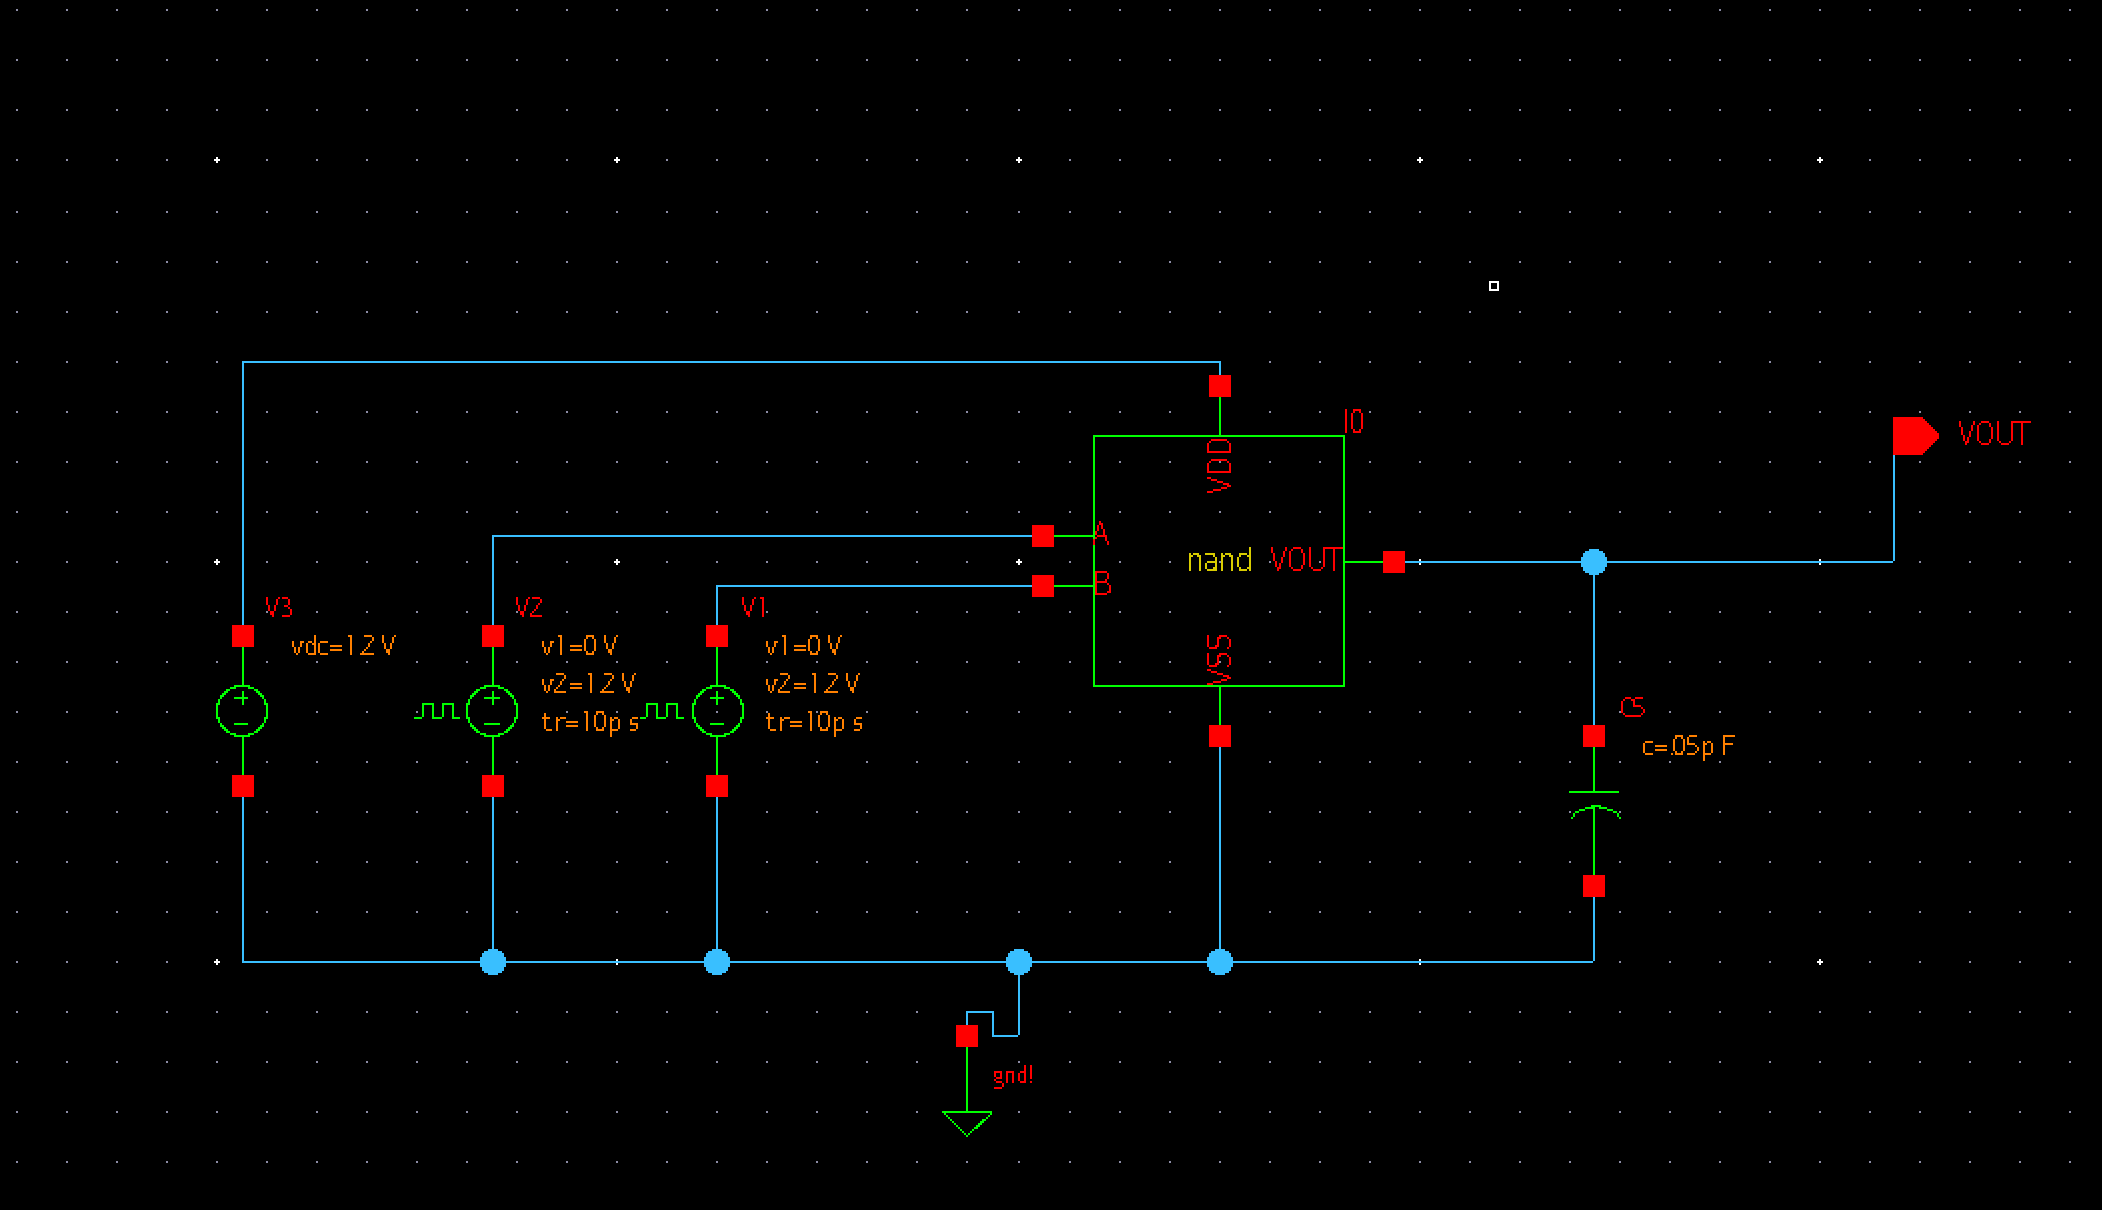 I0
VDD
VOUT
A
nand
VOUT
B
V3
vdc=1.2 V
V2
v1=0 V
v2=1.2 V
tr=10p s
V1
v1=0 V
v2=1.2 V
tr=10p s
VSS
C5
c=.05p F
gnd!